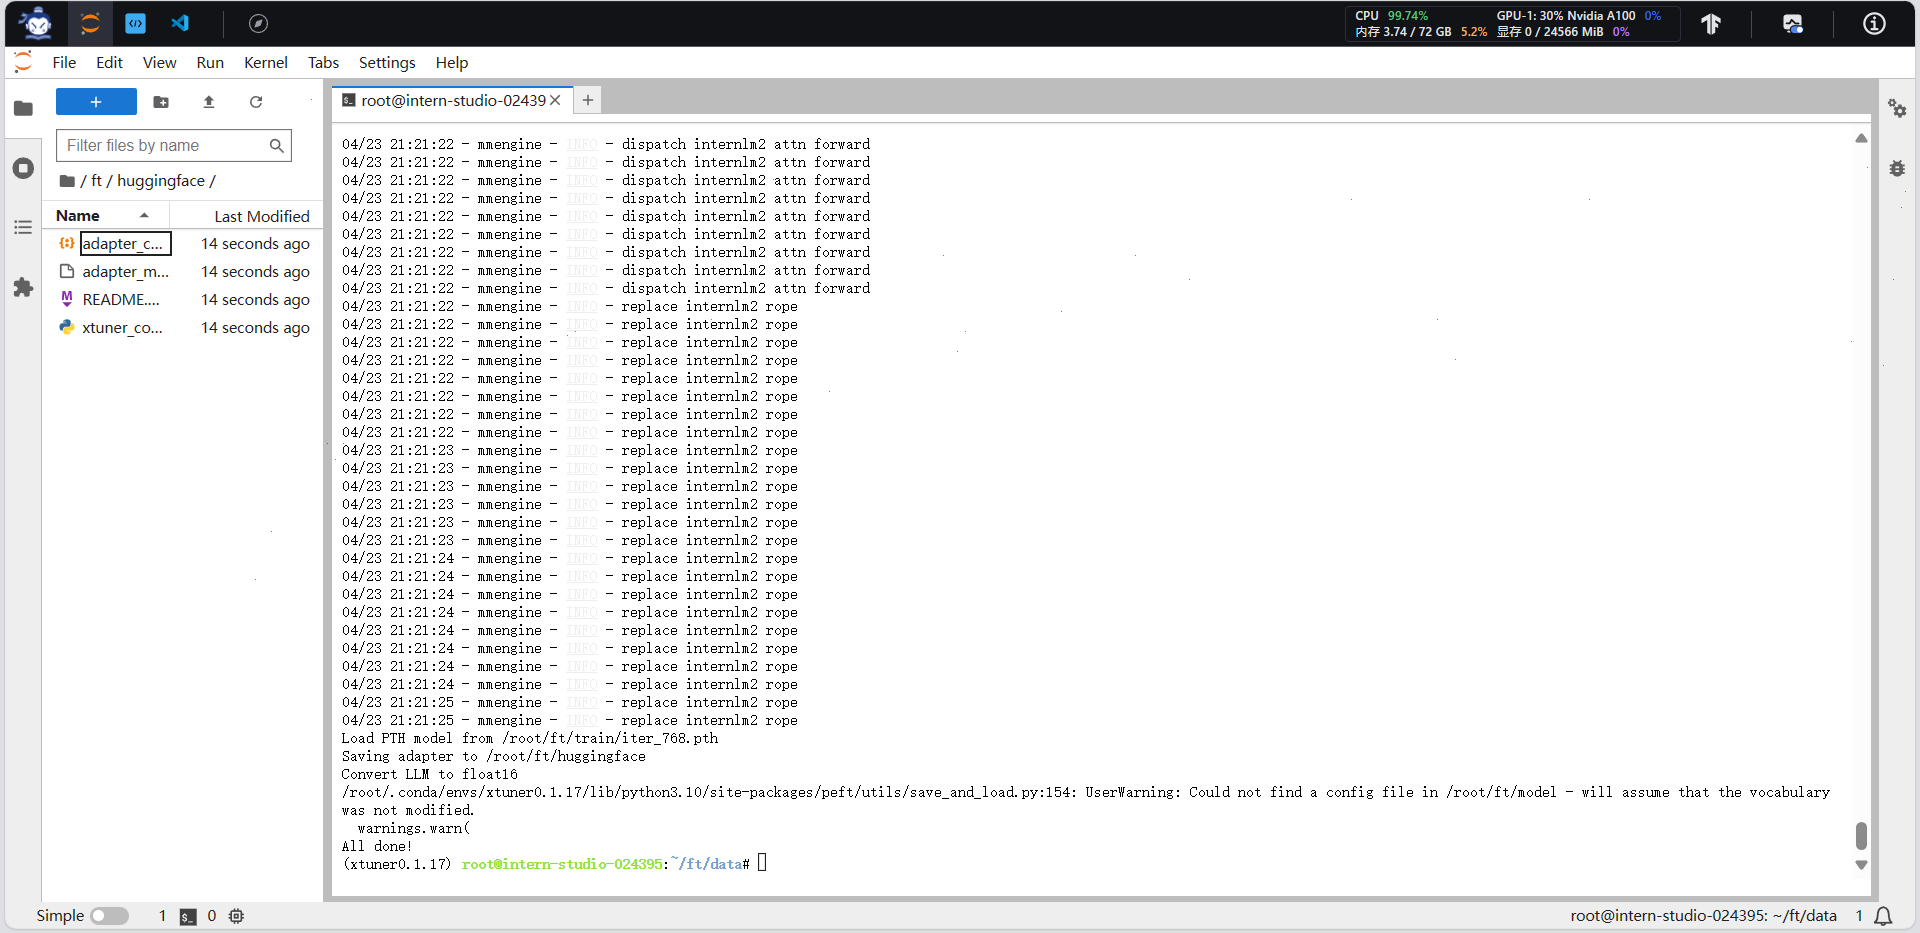 CPU 99.74% GPU-1: 30% Nvidia A100 0%
内存 3.74 / 72 GB 5.2% 显存 0 / 24566 MiB 0%
File Edit View Run Kernel Tabs Settings Help
+
root@intern-studio-02439
Filter files by name
/ ft / huggingface /
Name Last Modified
adapter_c... 14 seconds ago
adapter_m... 14 seconds ago
README.... 14 seconds ago
xtuner_co... 14 seconds ago
04/23 21:21:22 - mmengine - INFO - dispatch internlm2 attn forward
04/23 21:21:22 - mmengine - INFO - dispatch internlm2 attn forward
04/23 21:21:22 - mmengine - INFO - dispatch internlm2 attn forward
04/23 21:21:22 - mmengine - INFO - dispatch internlm2 attn forward
04/23 21:21:22 - mmengine - INFO - dispatch internlm2 attn forward
04/23 21:21:22 - mmengine - INFO - dispatch internlm2 attn forward
04/23 21:21:22 - mmengine - INFO - dispatch internlm2 attn forward
04/23 21:21:22 - mmengine - INFO - dispatch internlm2 attn forward
04/23 21:21:22 - mmengine - INFO - dispatch internlm2 attn forward
04/23 21:21:22 - mmengine - INFO - replace internlm2 rope
04/23 21:21:22 - mmengine - INFO - replace internlm2 rope
04/23 21:21:22 - mmengine - INFO - replace internlm2 rope
04/23 21:21:22 - mmengine - INFO - replace internlm2 rope
04/23 21:21:22 - mmengine - INFO - replace internlm2 rope
04/23 21:21:22 - mmengine - INFO - replace internlm2 rope
04/23 21:21:22 - mmengine - INFO - replace internlm2 rope
04/23 21:21:22 - mmengine - INFO - replace internlm2 rope
04/23 21:21:23 - mmengine - INFO - replace internlm2 rope
04/23 21:21:23 - mmengine - INFO - replace internlm2 rope
04/23 21:21:23 - mmengine - INFO - replace internlm2 rope
04/23 21:21:23 - mmengine - INFO - replace internlm2 rope
04/23 21:21:23 - mmengine - INFO - replace internlm2 rope
04/23 21:21:23 - mmengine - INFO - replace internlm2 rope
04/23 21:21:24 - mmengine - INFO - replace internlm2 rope
04/23 21:21:24 - mmengine - INFO - replace internlm2 rope
04/23 21:21:24 - mmengine - INFO - replace internlm2 rope
04/23 21:21:24 - mmengine - INFO - replace internlm2 rope
04/23 21:21:24 - mmengine - INFO - replace internlm2 rope
04/23 21:21:24 - mmengine - INFO - replace internlm2 rope
04/23 21:21:24 - mmengine - INFO - replace internlm2 rope
04/23 21:21:24 - mmengine - INFO - replace internlm2 rope
04/23 21:21:25 - mmengine - INFO - replace internlm2 rope
04/23 21:21:25 - mmengine - INFO - replace internlm2 rope
Load PTH model from /root/ft/train/iter_768.pth
Saving adapter to /root/ft/huggingface
Convert LLM to float16
/root/.conda/envs/xtuner0.1.17/lib/python3.10/site-packages/peft/utils/save_and_load.py:154: UserWarning: Could not find a config file in /root/ft/model - will assume that the vocabulary
was not modified.
warnings.warn(
All done!
(xtuner0.1.17) root@intern-studio-024395:~/ft/data#
Simple 1 0 root@intern-studio-024395: ~/ft/data 1